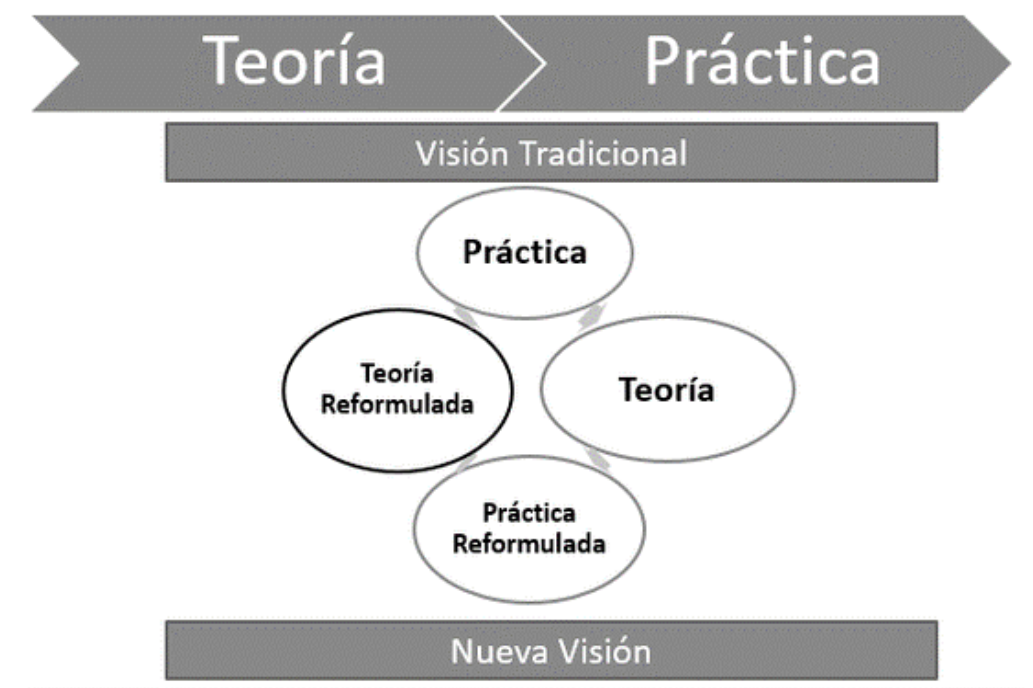 Teoría
Práctica
Visión Tradicional
Práctica
Teoría
Reformulada
Teoría
Práctica
Reformulada
Nueva Visión